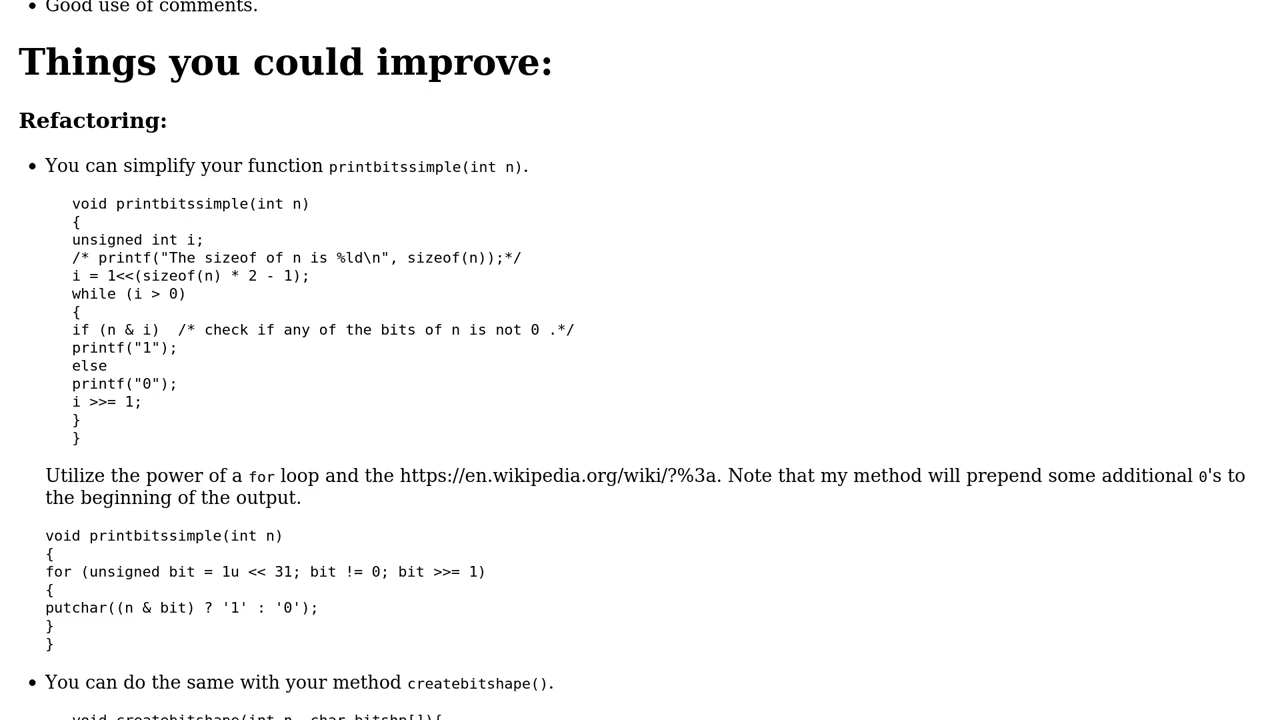 Good use of comments.
Things you could improve:
Refactoring:
You can simplify your function printbitssimple(int n).
void printbitssimple(int n)
{
unsigned int i;
/* printf("The sizeof of n is %ld\n", sizeof(n));*/
i = 1<<(sizeof(n) * 2 - 1);
while (i > 0)
{
if (n & i)  /* check if any of the bits of n is not 0 .*/
printf("1");
else
printf("0");
i >>= 1;
}
}
Utilize the power of a for loop and the https://en.wikipedia.org/wiki/?%3a. Note that my method will prepend some additional 0's to
the beginning of the output.
void printbitssimple(int n)
{
for (unsigned bit = 1u << 31; bit != 0; bit >>= 1)
{
putchar((n & bit) ? '1' : '0');
}
}
You can do the same with your method createbitshape().
void createbitshape(int n, char bitshp[]){